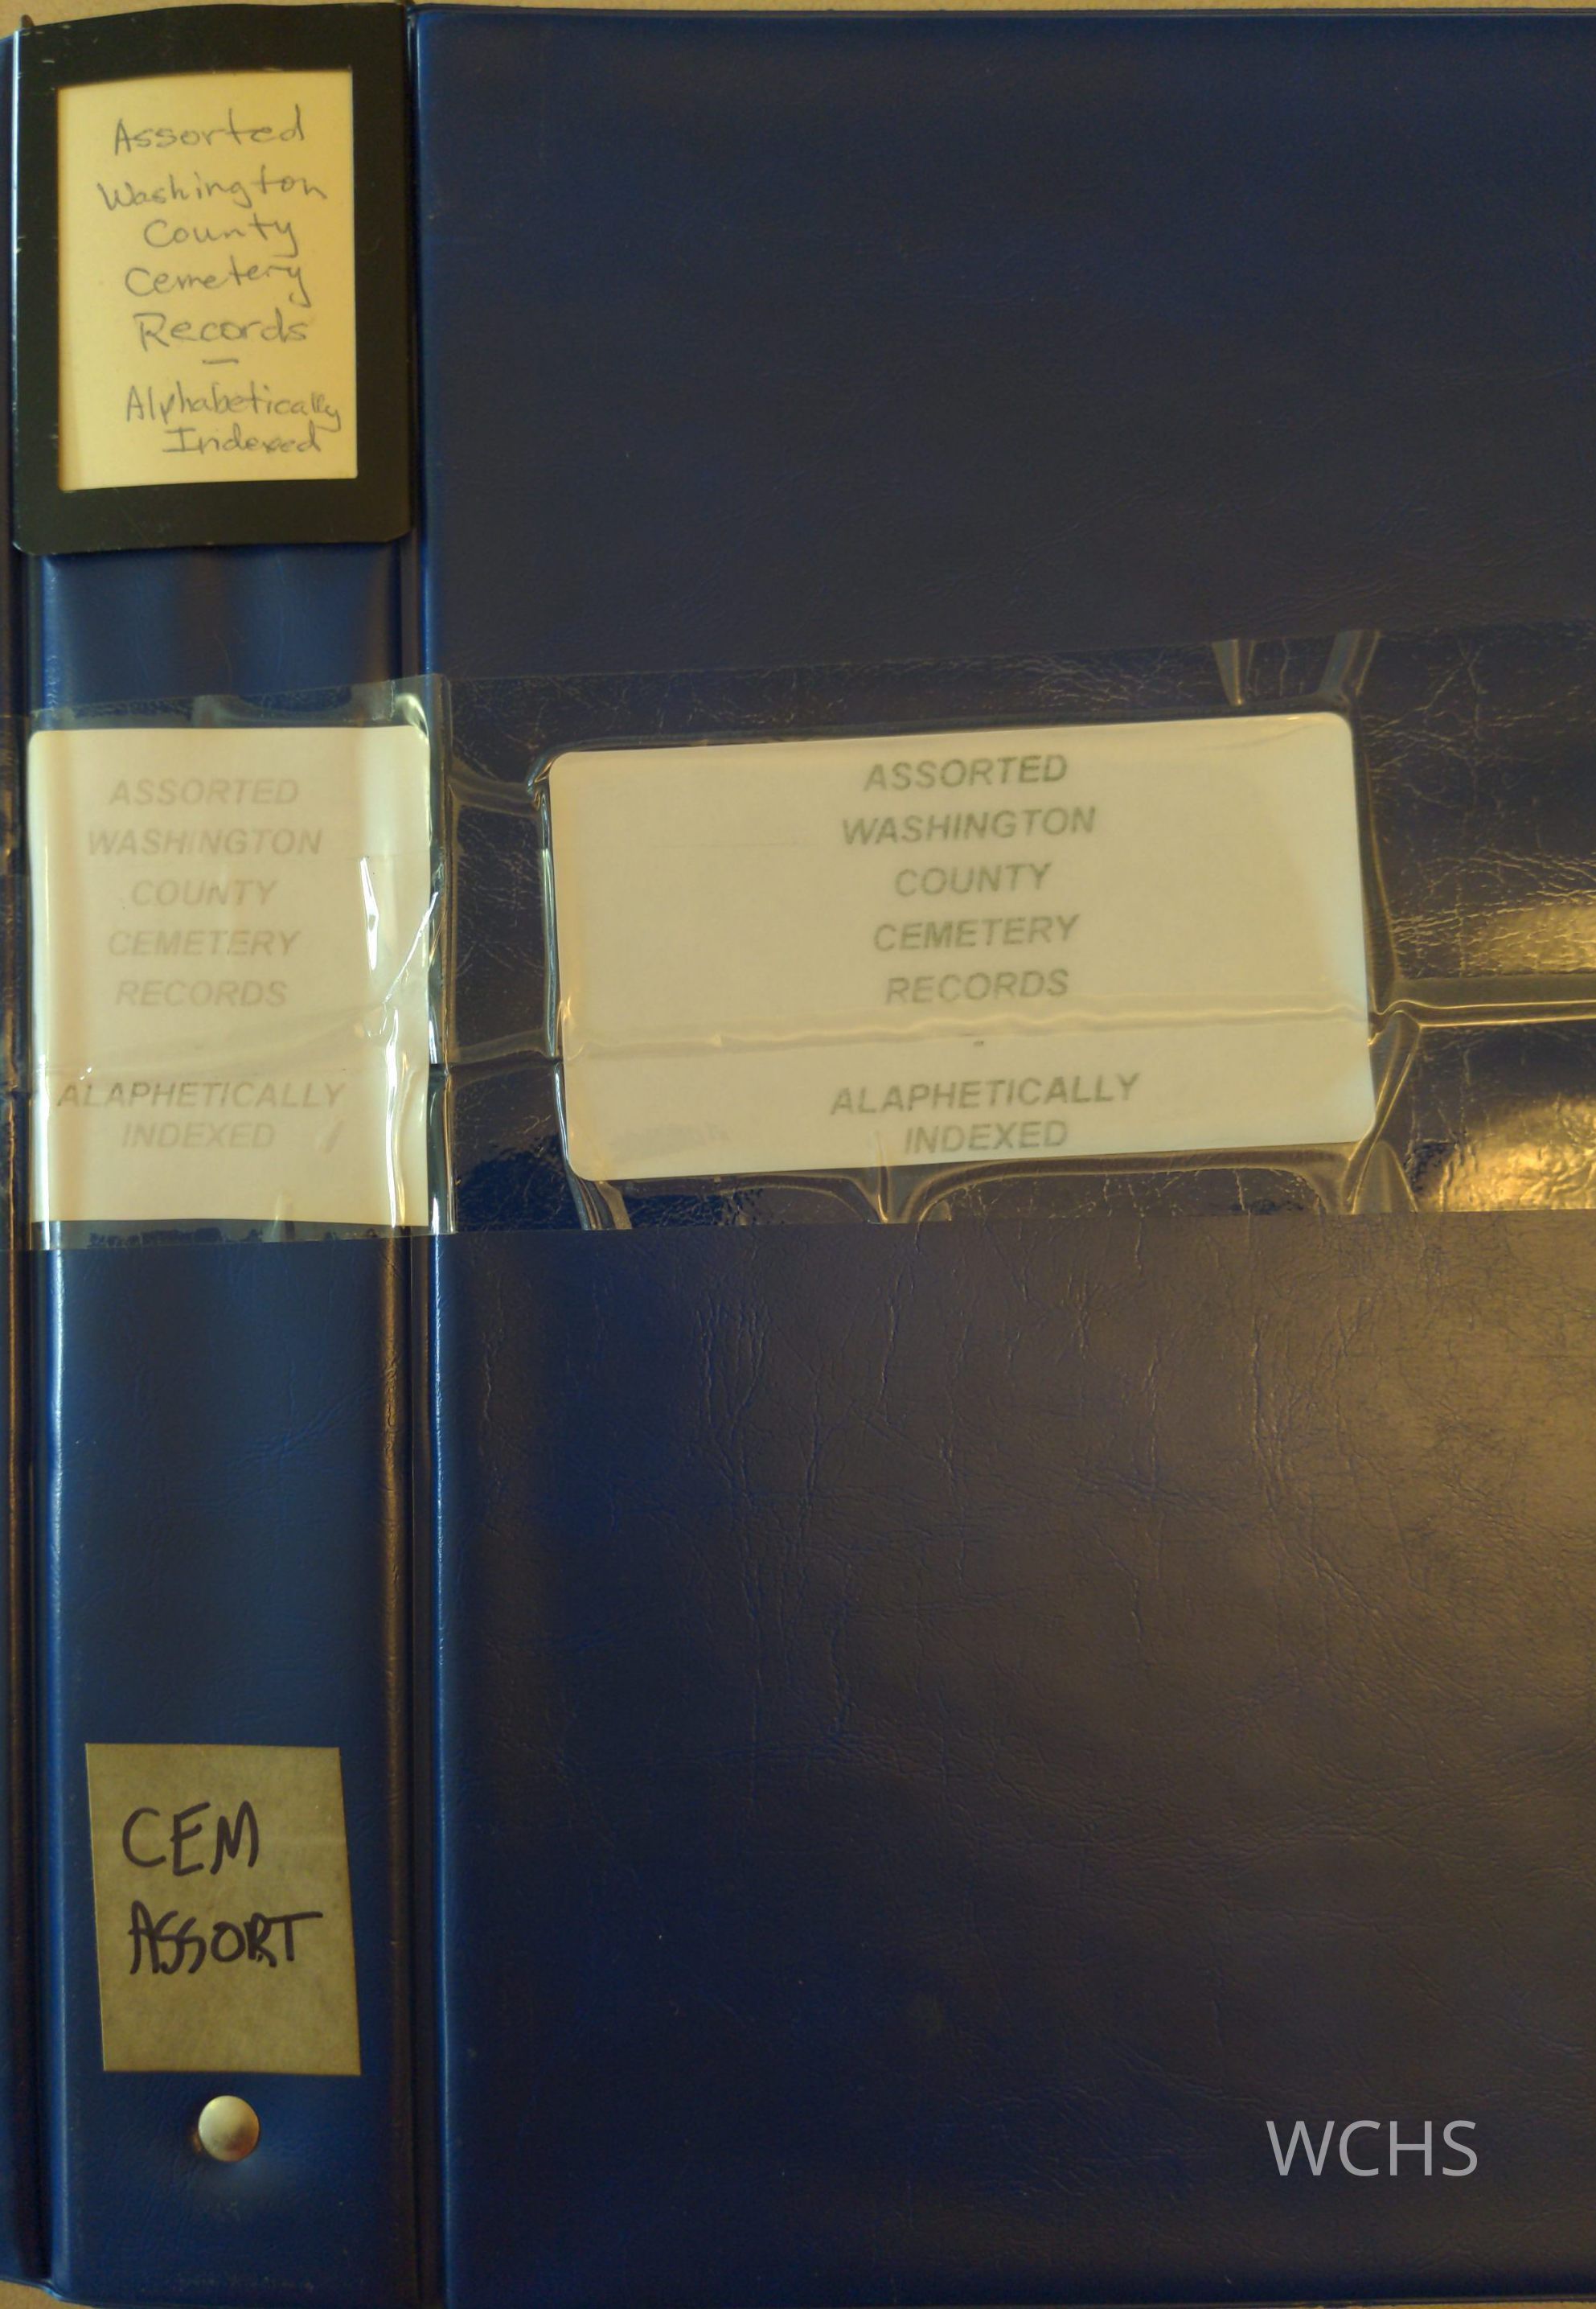 Assorted
Washington
County
Cemetery
Records
—
Alphabetically
Indexed
ASSORTED
WASHINGTON
COUNTY
CEMETERY
RECORDS
ALAPHETICALLY
INDEXED
CEM
ASSORT
ASSORTED
WASHINGTON
COUNTY
CEMETERY
RECORDS
-
ALAPHETICALLY
INDEXED
WCHS